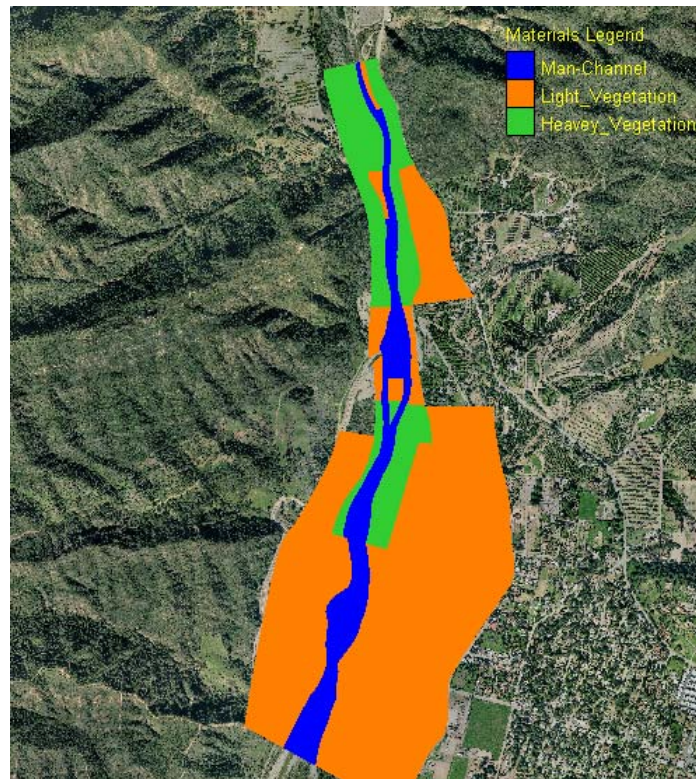 Materials Legend
Man-Channel
Light_Vegetation
Heavey_Vegetation